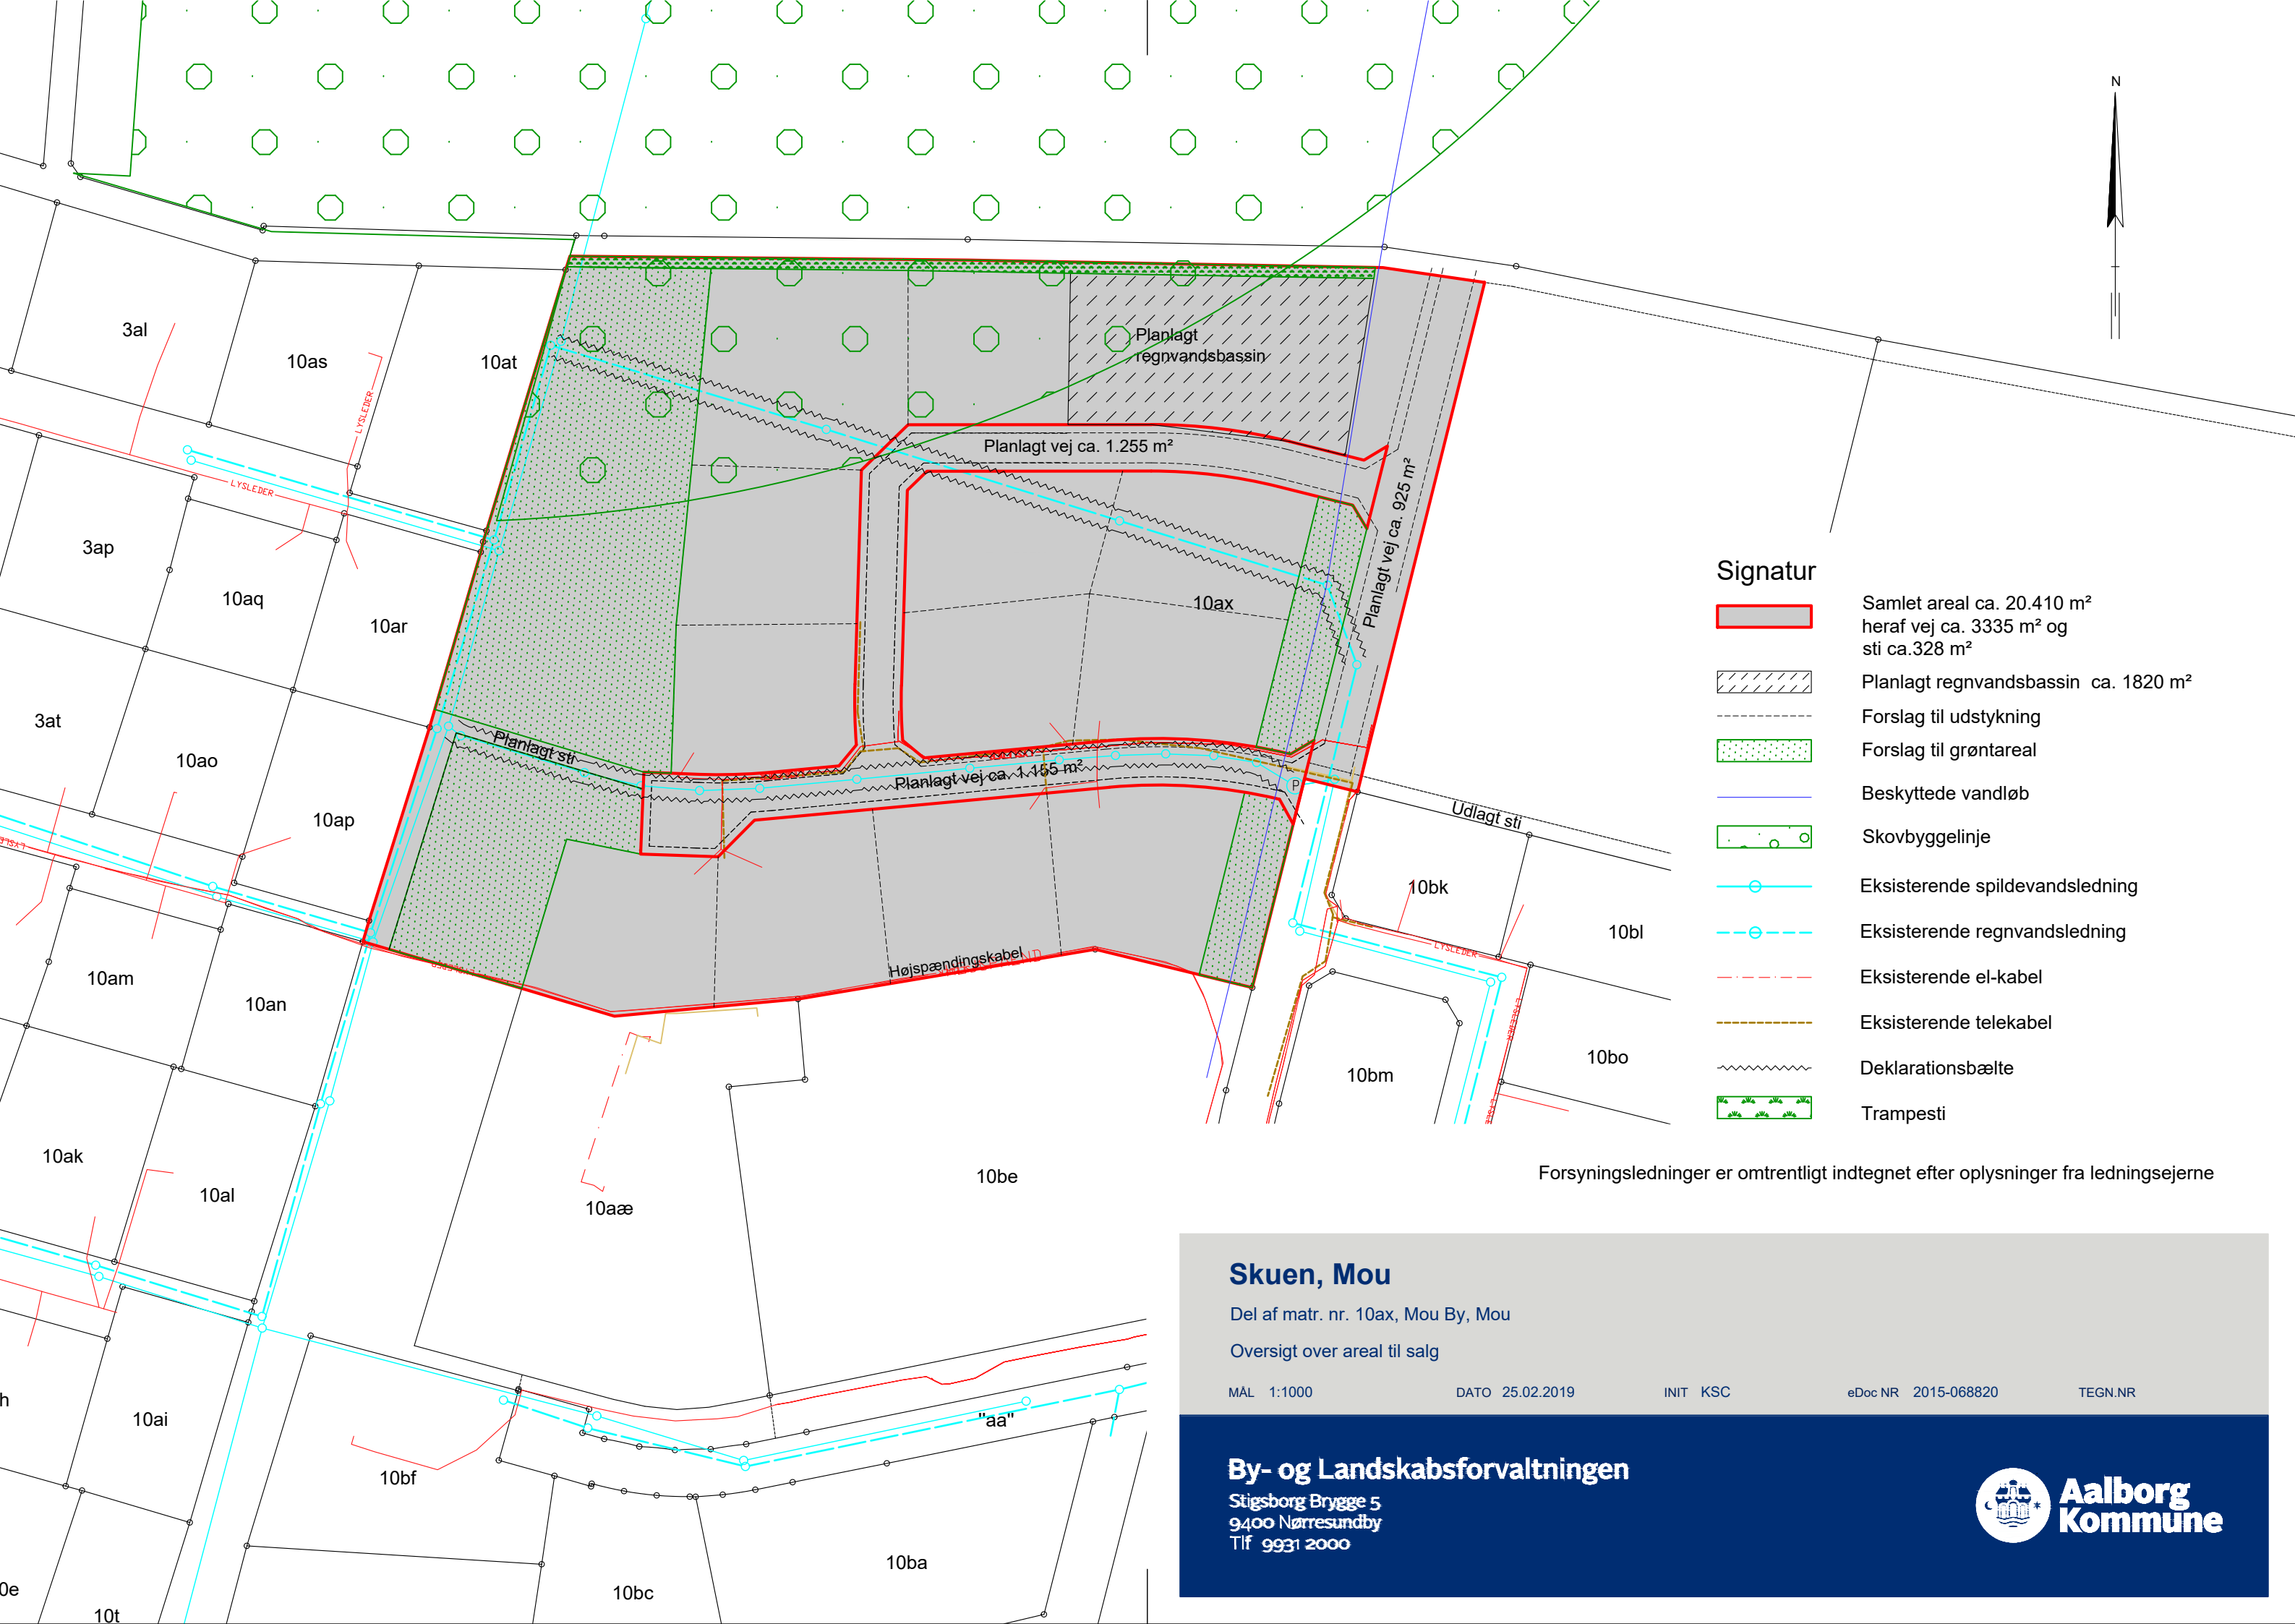 N
3al
10as
10at
LYSLEDER
LYSLEDER
Planlagt
regnvandsbassin
Planlagt vej ca. 1.255 m²
Planlagt vej ca. 925 m²
3ap
10aq
10ar
10ax
3at
10ao
10ap
Planlagt sti
Planlagt vej ca. 1.155 m²
P
Udlagt sti
LYSLEDER
10am
10an
LYSLEDER
Højspændingskabel
10bk
10bl
LYSLEDER
LYSLEDER
LYSLEDER
10bm
10bo
10ak
10al
10aæ
10be
h
10ai
10bf
"aa"
10ba
10bc
0e
10t
Signatur
Samlet areal ca. 20.410 m²
heraf vej ca. 3335 m² og
sti ca.328 m²
Planlagt regnvandsbassin ca. 1820 m²
Forslag til udstykning
Forslag til grøntareal
Beskyttede vandløb
Skovbyggelinje
Eksisterende spildevandsledning
Eksisterende regnvandsledning
Eksisterende el-kabel
Eksisterende telekabel
Deklarationsbælte
Trampesti
Forsyningsledninger er omtrentligt indtegnet efter oplysninger fra ledningsejerne
Skuen, Mou
Del af matr. nr. 10ax, Mou By, Mou
Oversigt over areal til salg
MÅL 1:1000 DATO 25.02.2019 INIT KSC eDoc NR 2015-068820 TEGN.NR
By- og Landskabsforvaltningen
Stigsborg Brygge 5
9400 Nørresundby
Tlf 9931 2000
Aalborg
Kommune